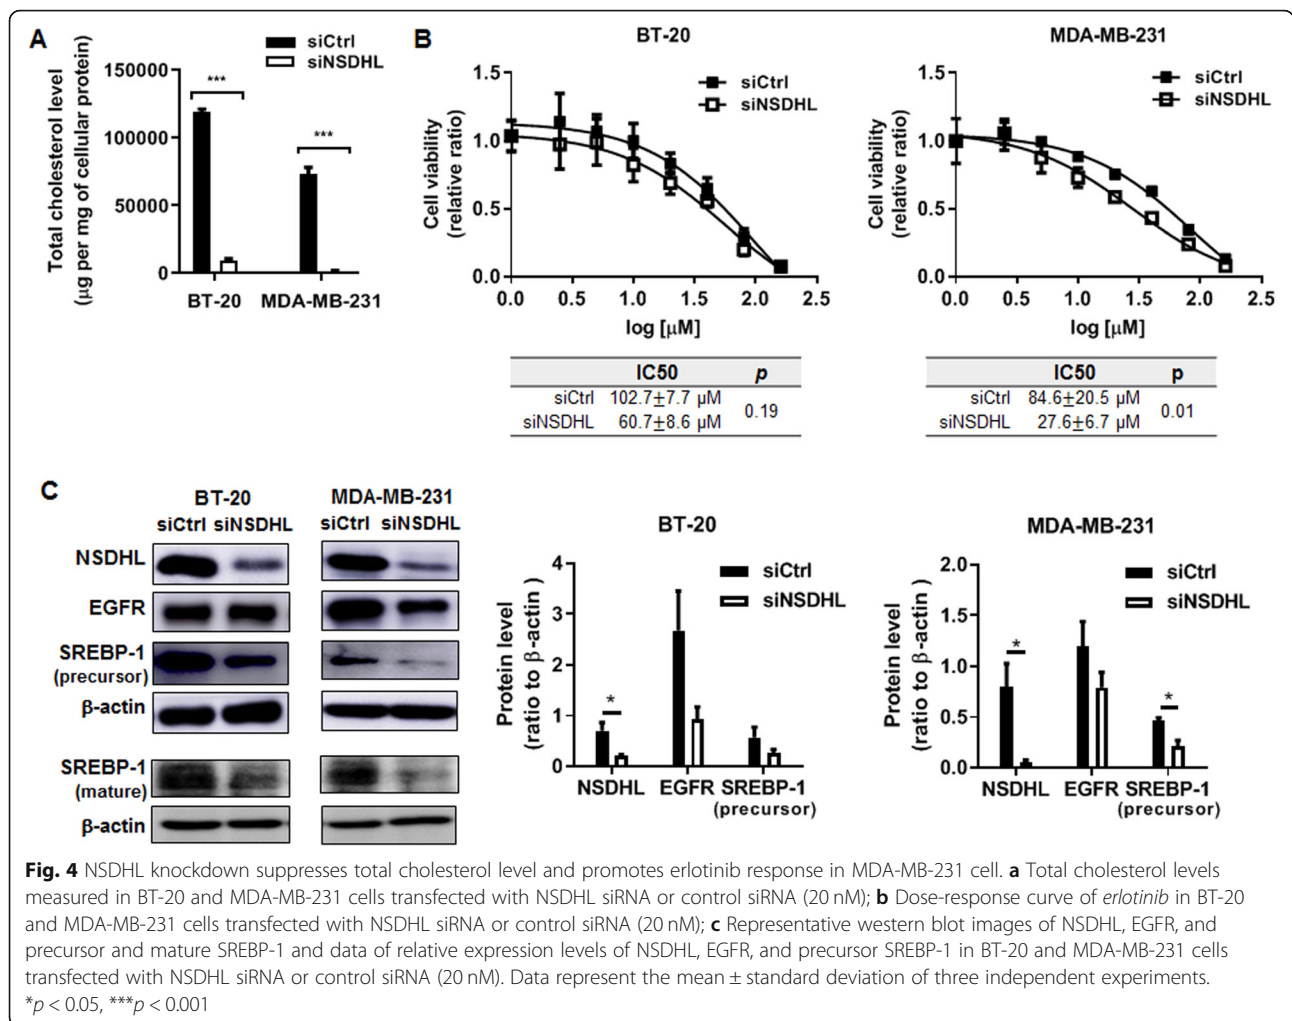 A
siCtrl
siNSDHL
Total cholesterol level
(μg per mg of cellular protein)
150000
100000
50000
0
***
***
BT-20
MDA-MB-231
B
BT-20
siCtrl
siNSDHL
Cell viability
(relative ratio)
1.5
1.0
0.5
0.0
0.0 0.5 1.0 1.5 2.0 2.5
log [μM]
IC50 p
siCtrl 102.7±7.7 μM
0.19
siNSDHL 60.7±8.6 μM
MDA-MB-231
siCtrl
siNSDHL
Cell viability
(relative ratio)
1.5
1.0
0.5
0.0
0.0 0.5 1.0 1.5 2.0 2.5
log [μM]
IC50 p
siCtrl 84.6±20.5 μM
0.01
siNSDHL 27.6±6.7 μM
C
BT-20 MDA-MB-231
siCtrl siNSDHL siCtrl siNSDHL
NSDHL
EGFR
SREBP-1
(precursor)
β-actin
SREBP-1
(mature)
β-actin
BT-20
siCtrl
siNSDHL
Protein level
(ratio to β-actin )
4
3
2
1
0
*
NSDHL EGFR SREBP-1
(precursor)
MDA-MB-231
siCtrl
siNSDHL
Protein level
(ratio to β-actin )
2.0
1.5
1.0
0.5
0.0
*
*
NSDHL EGFR SREBP-1
(precursor)
Fig. 4 NSDHL knockdown suppresses total cholesterol level and promotes erlotinib response in MDA-MB-231 cell. a Total cholesterol levels
measured in BT-20 and MDA-MB-231 cells transfected with NSDHL siRNA or control siRNA (20 nM); b Dose-response curve of erlotinib in BT-20
and MDA-MB-231 cells transfected with NSDHL siRNA or control siRNA (20 nM); c Representative western blot images of NSDHL, EGFR, and
precursor and mature SREBP-1 and data of relative expression levels of NSDHL, EGFR, and precursor SREBP-1 in BT-20 and MDA-MB-231 cells
transfected with NSDHL siRNA or control siRNA (20 nM). Data represent the mean ± standard deviation of three independent experiments.
*p < 0.05, ***p < 0.001